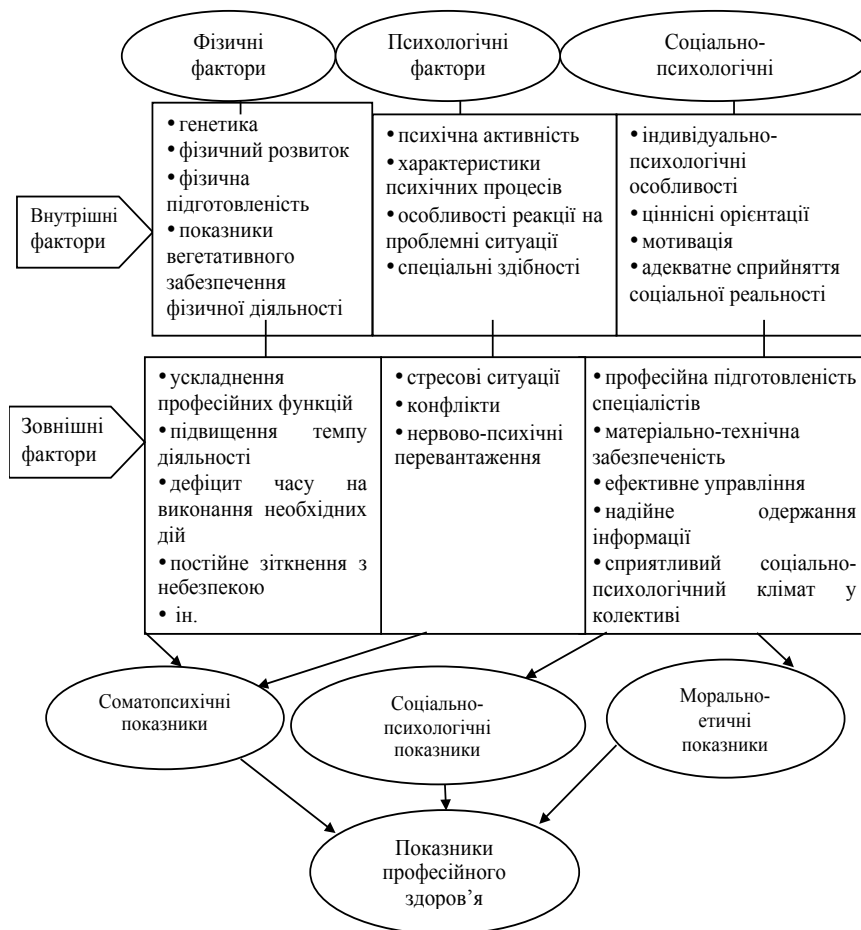 Фізичні
фактори
Психологічні
фактори
Соціально-
психологічні
Внутрішні
фактори
• генетика
• фізичний розвиток
• фізична
підготовленість
• показники
вегетативного
забезпечення
фізичної діяльності
• психічна активність
• характеристики
психічних процесів
• особливості реакції на
проблемні ситуації
• спеціальні здібності
• індивідуально-
психологічні
особливості
• ціннісні орієнтації
• мотивація
• адекватне сприйняття
соціальної реальності
Зовнішні
фактори
• ускладнення
професійних функцій
• підвищення темпу
діяльності
• дефіцит часу на
виконання необхідних
дій
• постійне зіткнення з
небезпекою
• ін.
• стресові ситуації
• конфлікти
• нервово-психічні
перевантаження
• професійна підготовленість
спеціалістів
• матеріально-технічна
забезпеченість
• ефективне управління
• надійне одержання
інформації
• сприятливий соціально-
психологічний клімат у
колективі
Соматопсихічні
показники
Соціально-
психологічні
показники
Морально-
етичні
показники
Показники
професійного
здоров’я